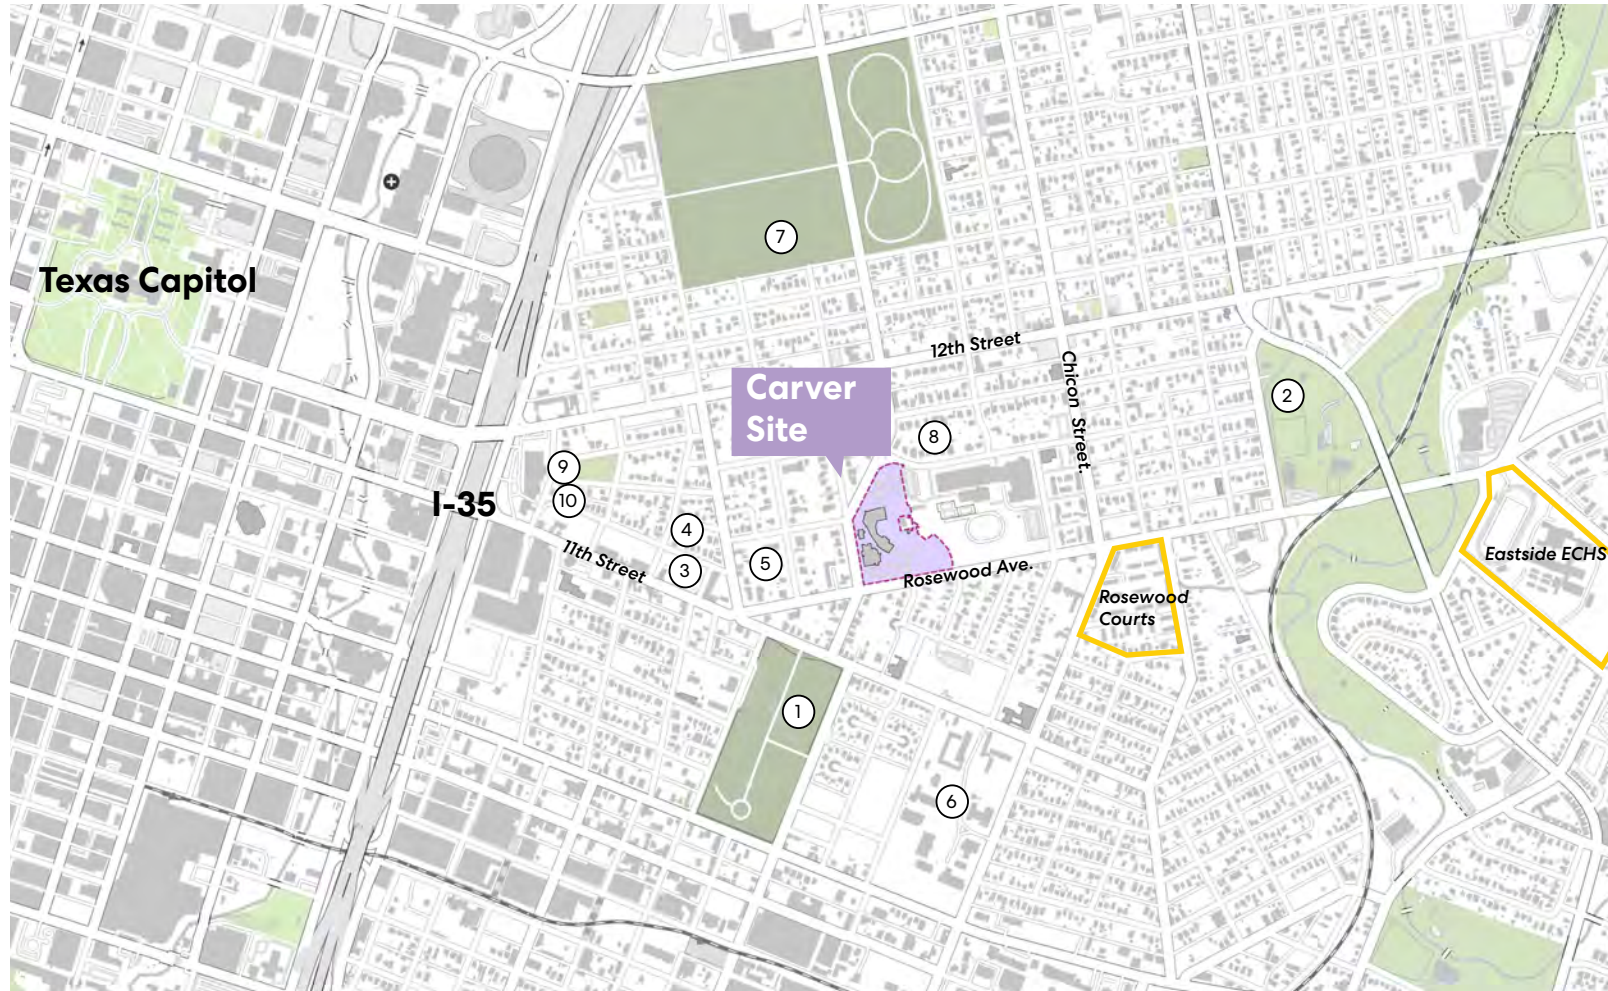 7
Texas Capitol
12th Street
Chicon Street.
Carver
Site
2
8
9
10
I-35
4
11th Street
3
5
Rosewood Ave.
Eastside ECHS
Rosewood
Courts
1
6